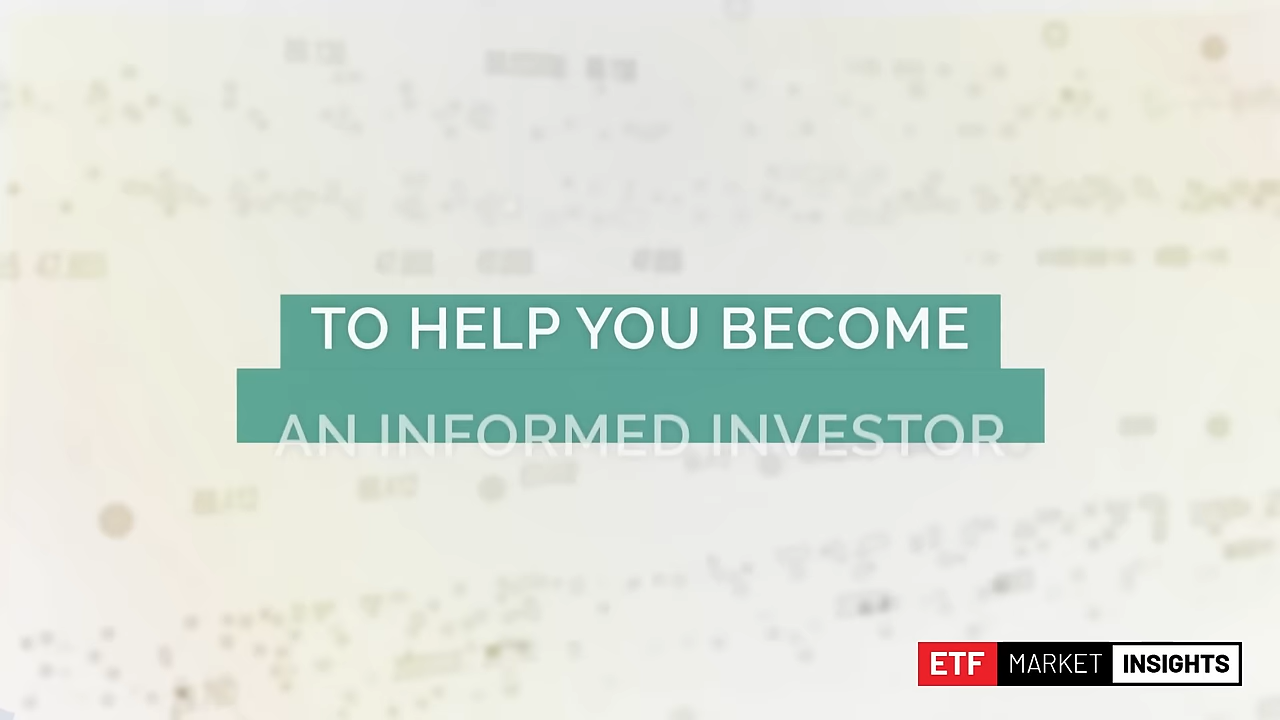 TO HELP YOU BECOME
AN INFORMED INVESTOR
ETF MARKET INSIGHTS